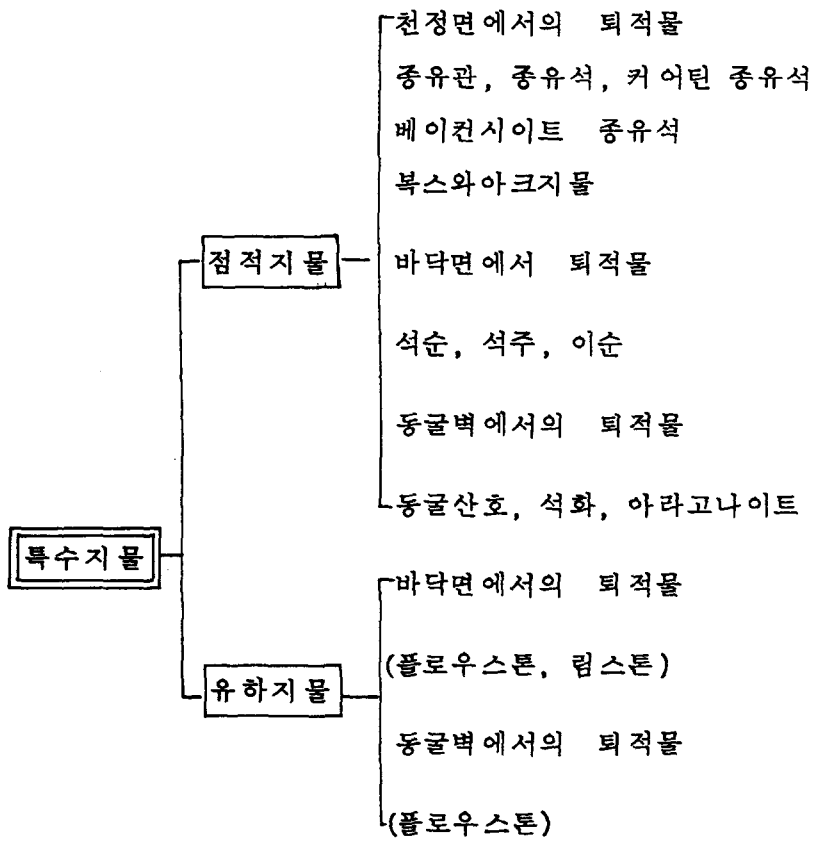 천정면에서의 퇴적물
종유관, 종유석, 커어틴 종유석
베이컨시이트 종유석
복스와아크지물
점적지물
바닥면에서 퇴적물
석순, 석주, 이순
동굴벽에서의 퇴적물
동굴산호, 석화, 아라고나이트
특수지물
바닥면에서의 퇴적물
(플로우스톤, 림스톤)
유하지물
동굴벽에서의 퇴적물
(플로우스톤)